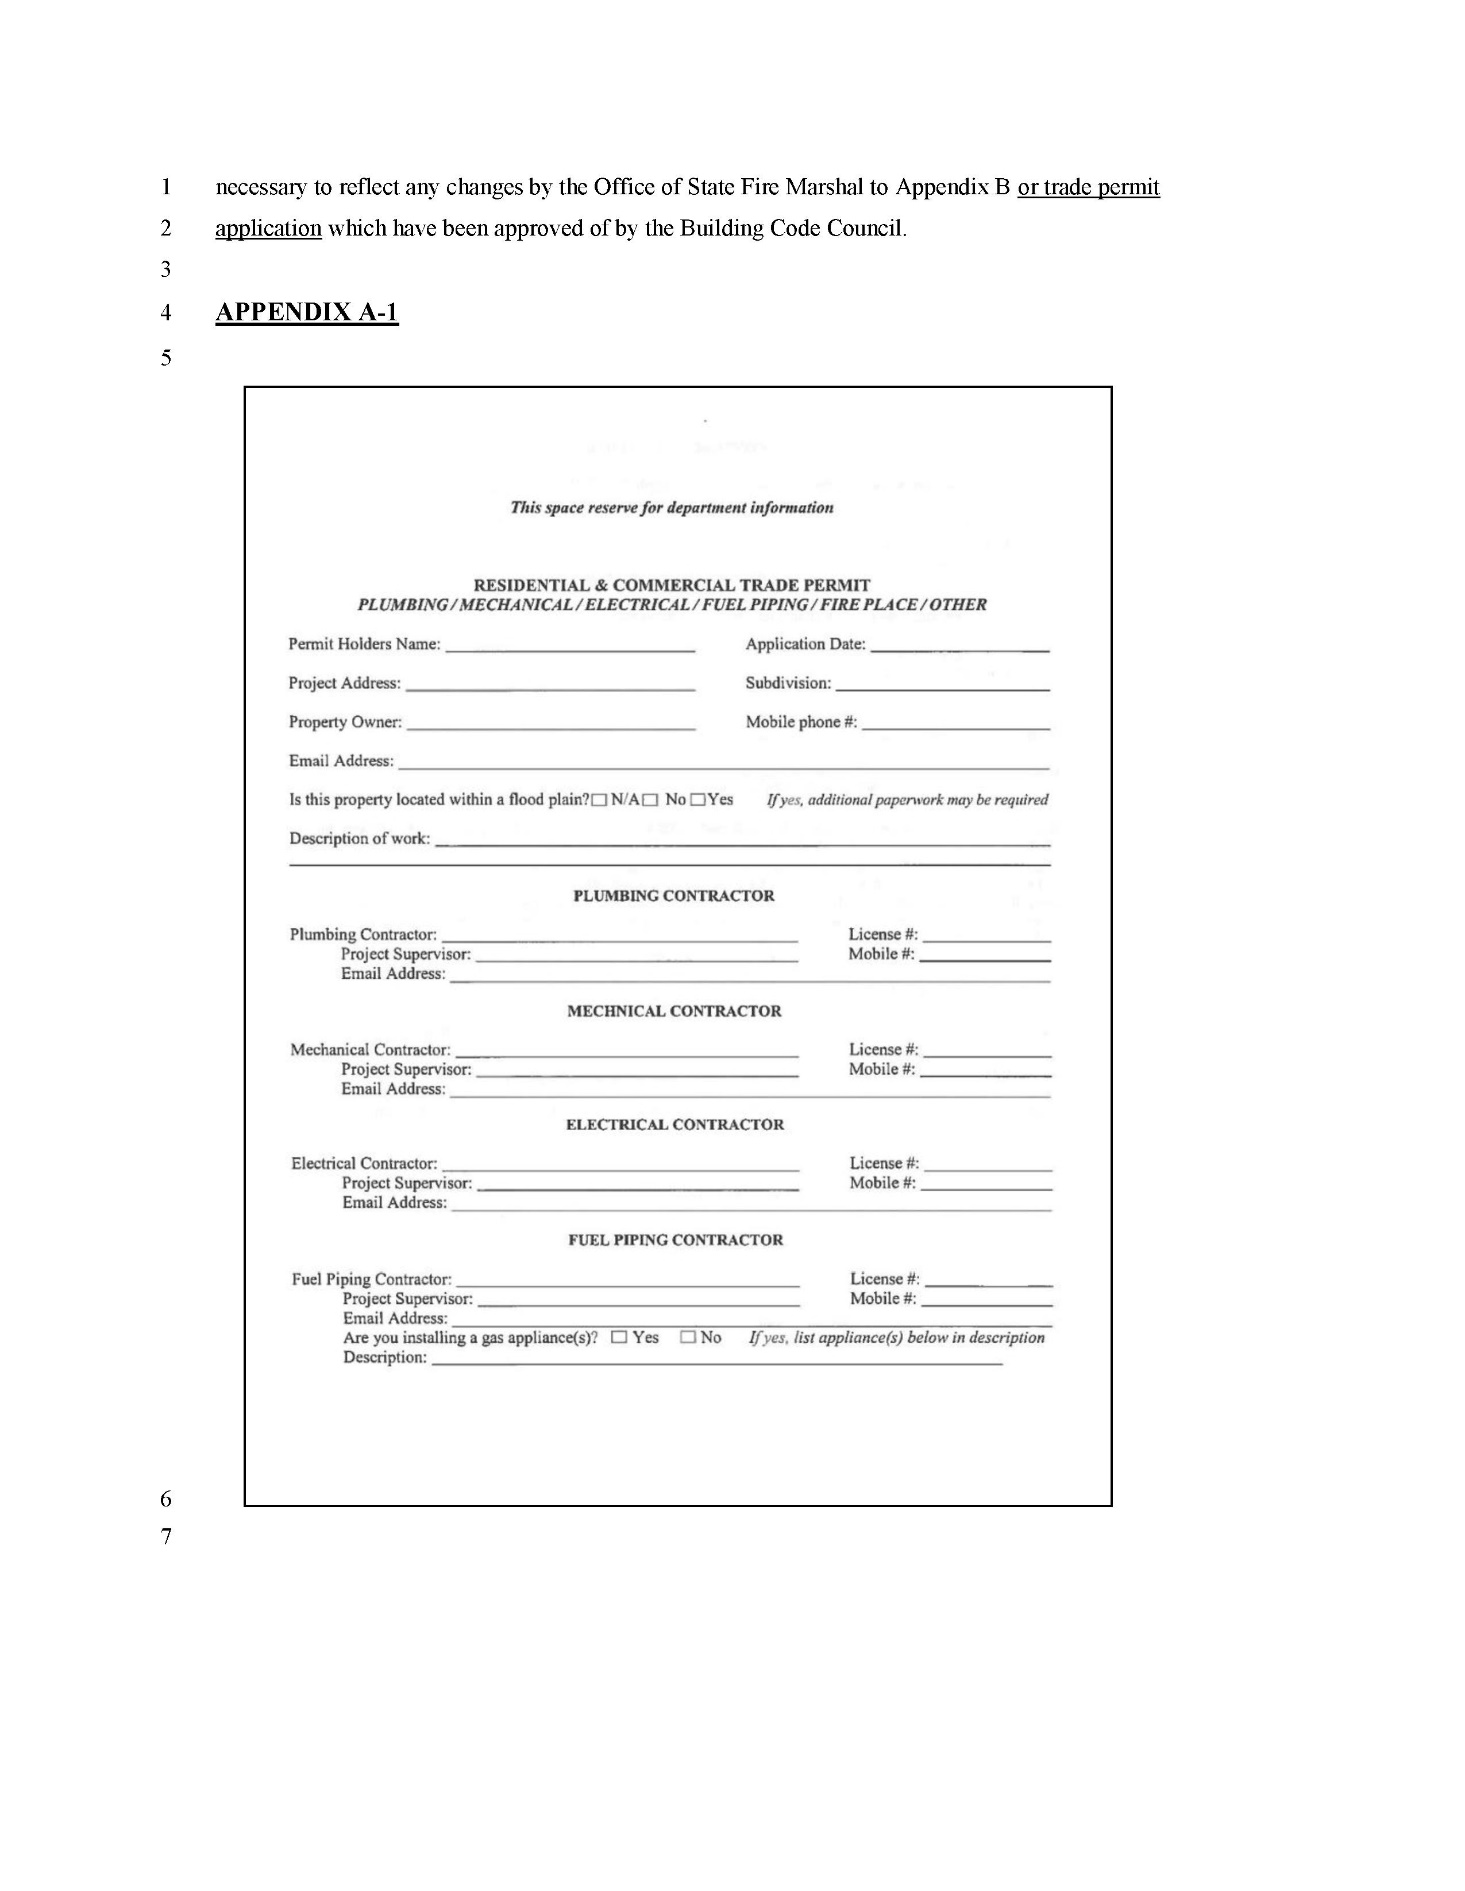 1 necessary to reflect any changes by the Office of State Fire Marshal to Appendix B or trade permit
2 application which have been approved of by the Building Code Council.
3
4 APPENDIX A-1
5
This space reserve for department information
RESIDENTIAL & COMMERCIAL TRADE PERMIT
PLUMBING / MECHANICAL / ELECTRICAL / FUEL PIPING / FIRE PLACE / OTHER
Permit Holders Name: Application Date:
Project Address: Subdivision:
Property Owner: Mobile phone #:
Email Address:
Is this property located within a flood plain? N/A No Yes If yes, additional paperwork may be required
Description of work:
PLUMBING CONTRACTOR
Plumbing Contractor: License #:
Project Supervisor: Mobile #:
Email Address:
MECHNICAL CONTRACTOR
Mechanical Contractor: License #:
Project Supervisor: Mobile #:
Email Address:
ELECTRICAL CONTRACTOR
Electrical Contractor: License #:
Project Supervisor: Mobile #:
Email Address:
FUEL PIPING CONTRACTOR
Fuel Piping Contractor: License #:
Project Supervisor: Mobile #:
Email Address:
Are you installing a gas appliance(s)? Yes No If yes, list appliance(s) below in description
Description:
6
7